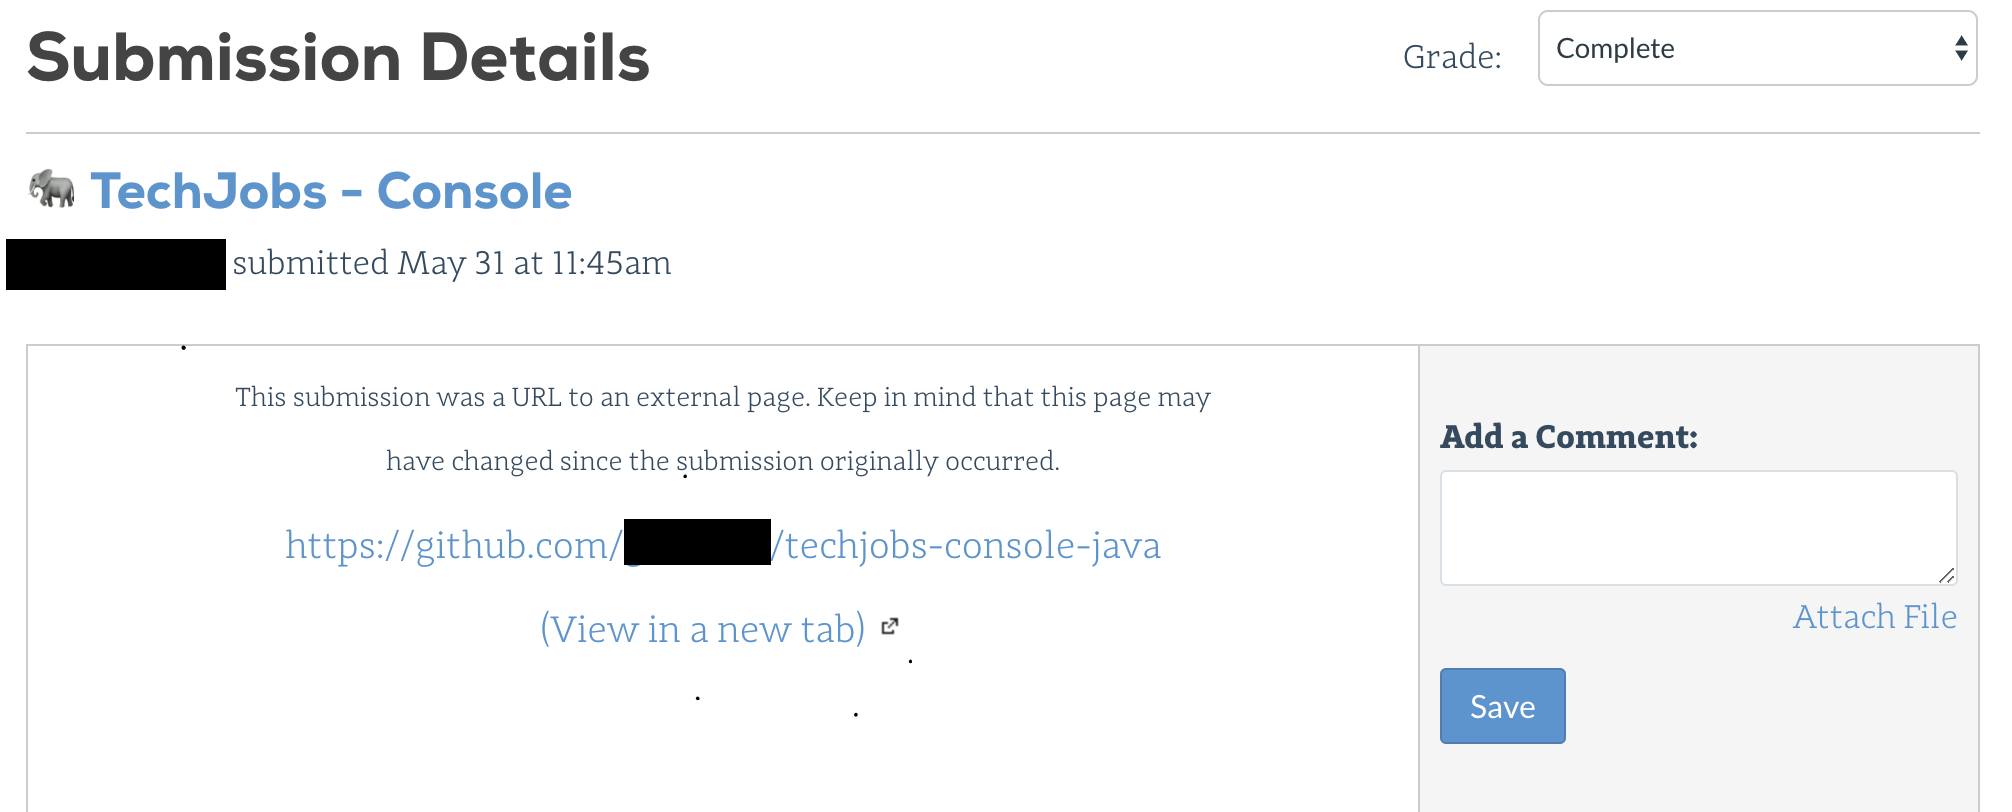 Submission Details
Grade: Complete
TechJobs - Console
submitted May 31 at 11:45am
This submission was a URL to an external page. Keep in mind that this page may
have changed since the submission originally occurred.
https://github.com/ /techjobs-console-java
(View in a new tab)
Add a Comment:
Attach File
Save